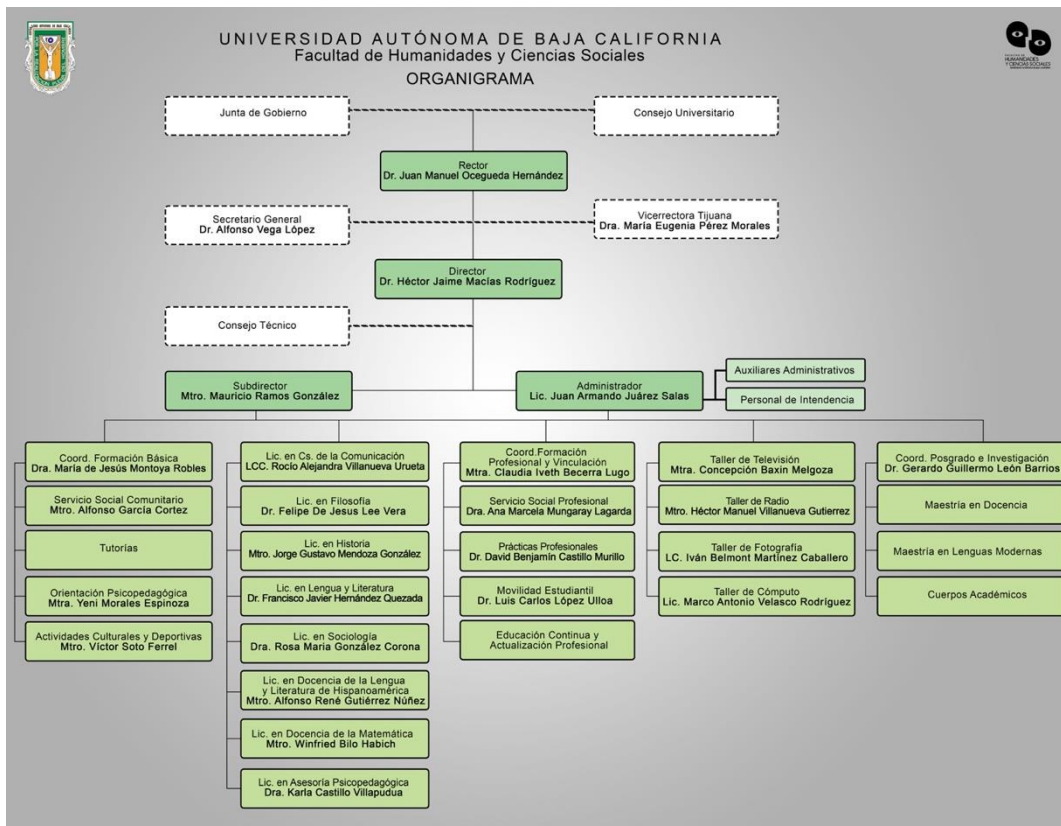 UNIVERSIDAD AUTÓNOMA DE BAJA CALIFORNIA
Facultad de Humanidades y Ciencias Sociales
ORGANIGRAMA
HUMANIDADES
Y CIENCIAS SOCIALES
Junta de Gobierno
Consejo Universitario
Rector
Dr. Juan Manuel Ocegueda Hernández
Secretario General
Dr. Alfonso Vega López
Vicerrectora Tijuana
Dra. María Eugenia Pérez Morales
Director
Dr. Héctor Jaime Macías Rodríguez
Consejo Técnico
Subdirector
Mtro. Mauricio Ramos González
Administrador
Lic. Juan Armando Juárez Salas
Auxiliares Administrativos
Personal de Intendencia
Coord. Formación Básica
Dra. María de Jesús Montoya Robles
Servicio Social Comunitario
Mtro. Alfonso García Cortez
Tutorías
Orientación Psicopedagógica
Mtra. Yeni Morales Espinoza
Actividades Culturales y Deportivas
Mtro. Víctor Soto Ferrel
Lic. en Cs. de la Comunicación
LCC. Rocío Alejandra Villanueva Urueta
Lic. en Filosofía
Dr. Felipe De Jesus Lee Vera
Lic. en Historia
Mtro. Jorge Gustavo Mendoza González
Lic. en Lengua y Literatura
Dr. Francisco Javier Hernández Quezada
Lic. en Sociología
Dra. Rosa Maria González Corona
Lic. en Docencia de la Lengua
y Literatura de Hispanoamérica
Mtro. Alfonso René Gutiérrez Núñez
Lic. en Docencia de la Matemática
Mtro. Winfried Bilo Habich
Lic. en Asesoría Psicopedagógica
Dra. Karla Castillo Villapudua
Coord.Formación
Profesional y Vinculación
Mtra. Claudia Iveth Becerra Lugo
Servicio Social Profesional
Dra. Ana Marcela Mungaray Lagarda
Prácticas Profesionales
Dr. David Benjamín Castillo Murillo
Movilidad Estudiantil
Dr. Luis Carlos López Ulloa
Educación Continua y
Actualización Profesional
Taller de Televisión
Mtra. Concepción Baxin Melgoza
Taller de Radio
Mtro. Héctor Manuel Villanueva Gutierrez
Taller de Fotografía
LC. Iván Belmont Martínez Caballero
Taller de Cómputo
Lic. Marco Antonio Velasco Rodríguez
Coord. Posgrado e Investigación
Dr. Gerardo Guillermo León Barrios
Maestría en Docencia
Maestría en Lenguas Modernas
Cuerpos Académicos